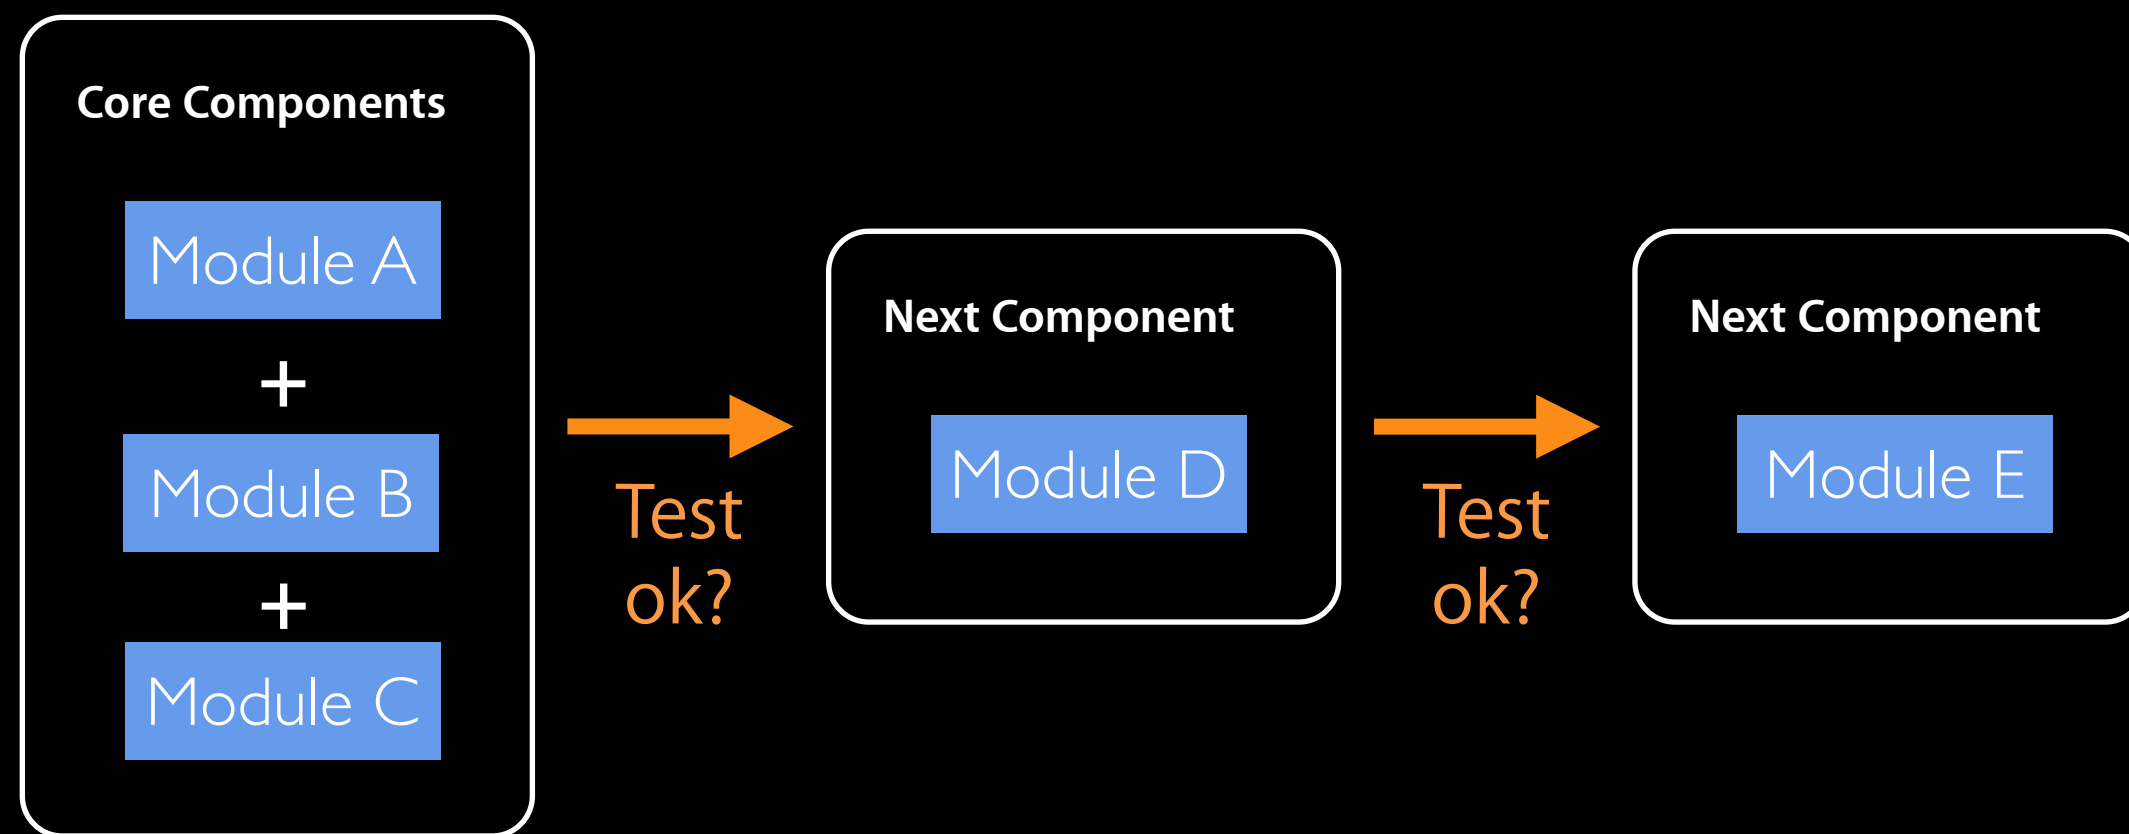 Core Components
Module A
+
Module B
+
Module C
Test
ok?
Next Component
Module D
Test
ok?
Next Component
Module E